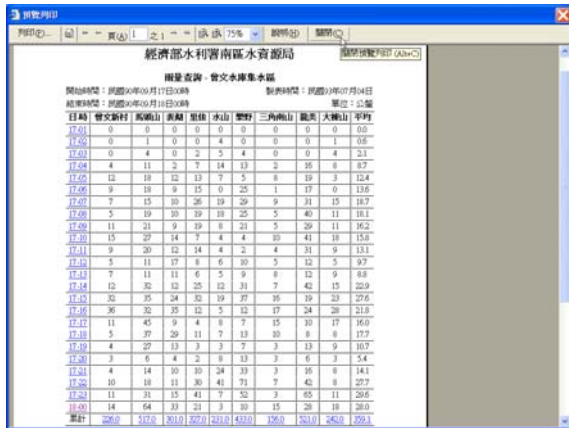 預覽列印
列印(P)... 頁(A) 1 之 1 75% 說明(H) 關閉(C)
關閉預覽列印 (Alt+C)
經濟部水利署南區水資源局
雨量查詢 - 曾文水庫集水區
開始時間：民國90年09月17日00時 製表時間：民國93年07月04日
結束時間：民國90年09月18日00時 單位：公釐
日-時 曾文新村 馬頭山 表湖 里佳 水山 樂野 三角南山 龍美 大棟山 平均
17-01 0 0 0 0 0 0 0 0 0 0.0
17-02 0 1 0 0 4 0 0 0 1 0.6
17-03 0 4 0 2 5 4 0 0 4 2.1
17-04 4 11 2 7 14 13 2 16 8 8.7
17-05 12 18 12 13 7 5 8 19 3 12.4
17-06 9 18 9 15 0 25 1 17 0 13.6
17-07 7 15 10 26 19 29 9 31 15 18.7
17-08 5 19 10 19 18 25 5 40 11 18.1
17-09 11 21 9 19 8 21 5 29 11 16.2
17-10 15 27 14 7 4 4 10 41 18 15.8
17-11 9 20 12 14 4 2 4 31 9 13.1
17-12 5 11 17 8 6 10 5 12 5 9.7
17-13 7 11 11 6 5 9 8 12 9 8.8
17-14 12 32 12 25 12 31 7 42 15 22.9
17-15 32 35 24 32 19 37 16 19 23 27.6
17-16 36 32 35 12 5 12 17 24 28 21.8
17-17 11 45 9 4 8 7 15 10 17 16.0
17-18 5 37 29 11 7 13 10 8 8 17.7
17-19 4 27 13 3 3 7 3 13 9 10.7
17-20 3 6 4 2 8 13 3 6 3 5.4
17-21 4 14 10 10 24 33 3 16 8 14.1
17-22 10 18 11 30 41 71 7 42 8 27.7
17-23 11 31 15 41 7 52 3 65 11 29.6
18-00 14 64 33 21 3 10 15 28 18 28.0
累計 226.0 517.0 301.0 327.0 231.0 433.0 156.0 521.0 242.0 359.1